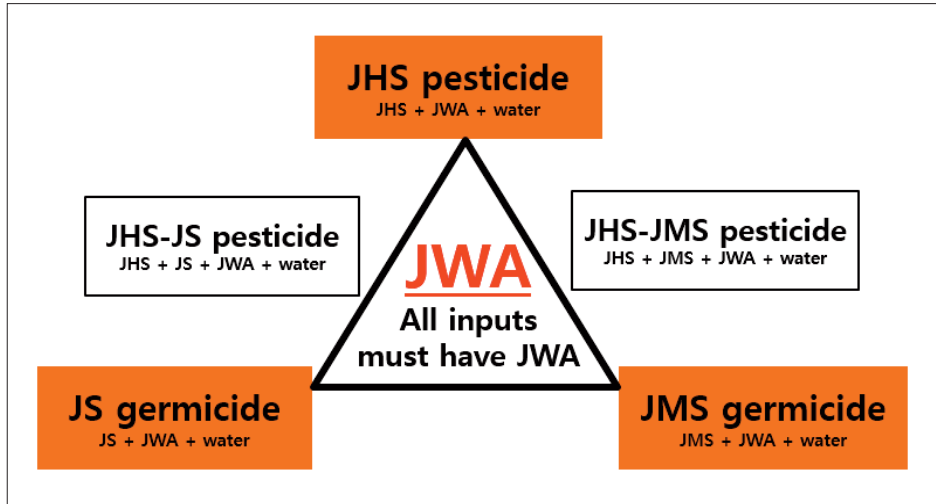 JHS pesticide
JHS + JWA + water
JHS-JS pesticide
JHS + JS + JWA + water
JHS-JMS pesticide
JHS + JMS + JWA + water
JWA
All inputs
must have JWA
JS germicide
JS + JWA + water
JMS germicide
JMS + JWA + water